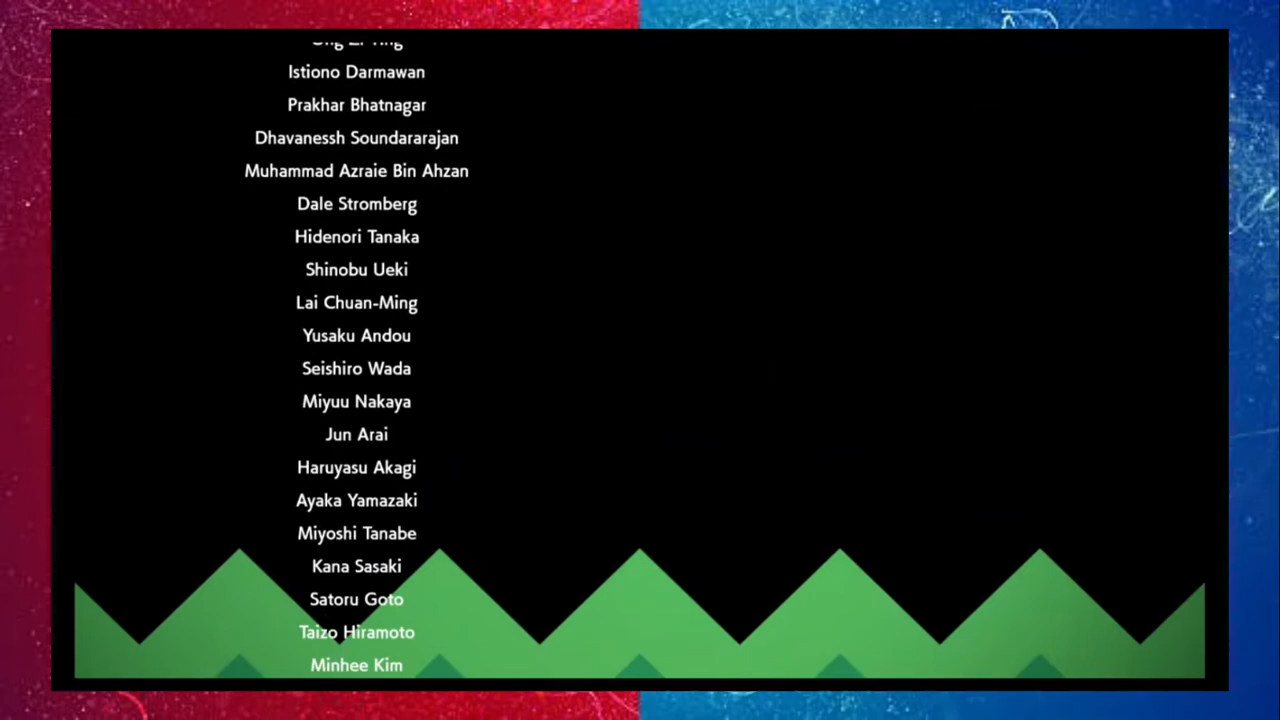 Istiono Darmawan
Prakhar Bhatnagar
Dhavanessh Soundararajan
Muhammad Azraie Bin Ahzan
Dale Stromberg
Hidenori Tanaka
Shinobu Ueki
Lai Chuan-Ming
Yusaku Andou
Seishiro Wada
Miyuu Nakaya
Jun Arai
Haruyasu Akagi
Ayaka Yamazaki
Miyoshi Tanabe
Kana Sasaki
Satoru Goto
Taizo Hiramoto
Minhee Kim